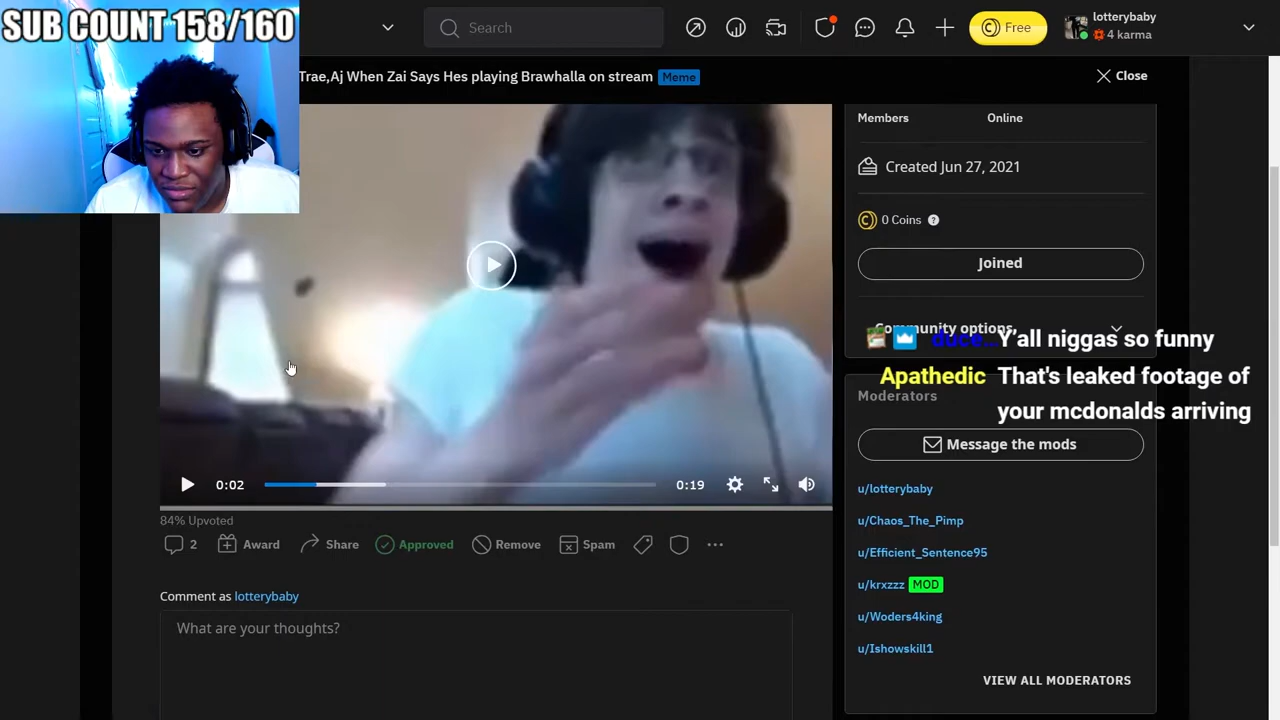 SUB COUNT 158/160
Search
Free
lotterybaby
4 karma
Trae,Aj When Zai Says Hes playing Brawhalla on stream Meme
Close
Members Online
Created Jun 27, 2021
0 Coins
Joined
Community options
duce... Y'all niggas so funny
Apathedic That's leaked footage of
your mcdonalds arriving
Moderators
Message the mods
u/lotterybaby
u/Chaos_The_Pimp
u/Efficient_Sentence95
u/krxzzz MOD
u/Woders4king
u/Ishowskill1
VIEW ALL MODERATORS
0:02 0:19
84% Upvoted
2 Award Share Approved Remove Spam
Comment as lotterybaby
What are your thoughts?